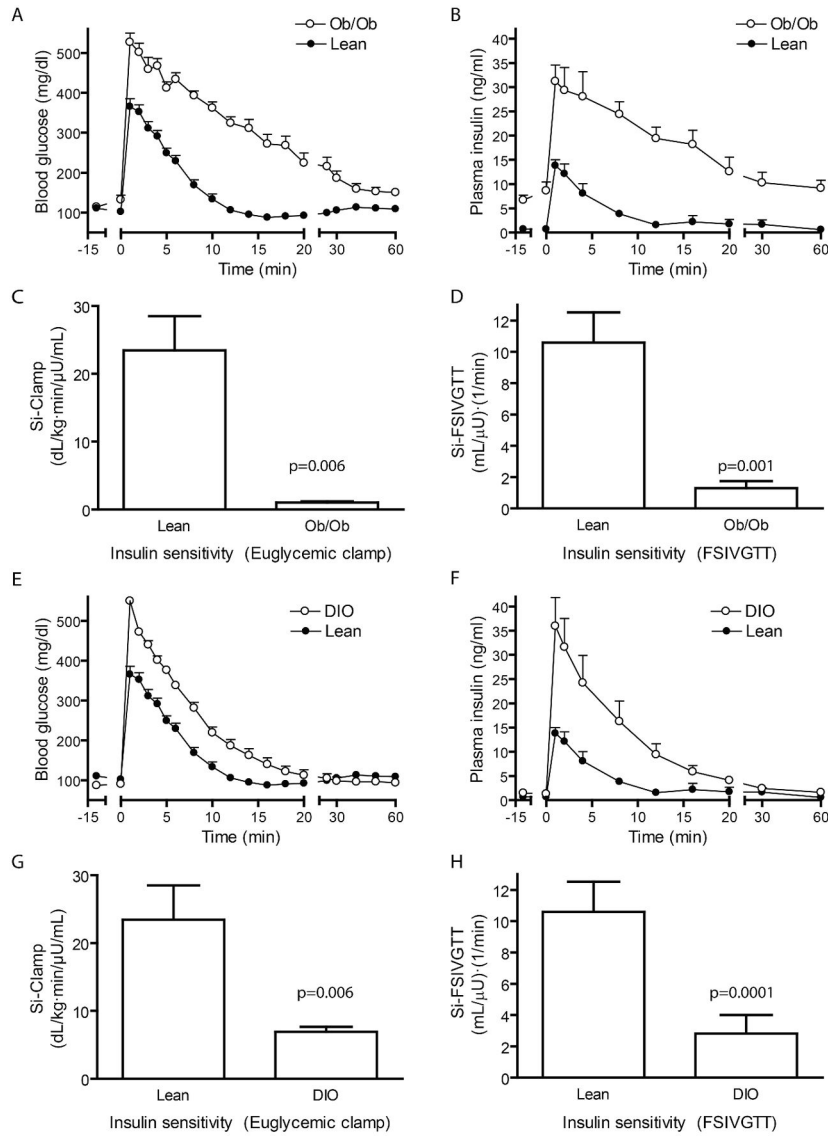 A
Ob/Ob
Lean
Blood glucose (mg/dl)
500
400
300
200
100
-15
0
5
10
15
20
30
60
Time (min)
B
Ob/Ob
Lean
Plasma insulin (ng/ml)
40
35
30
25
20
15
10
5
0
-15
0
5
10
15
20
30
60
Time (min)
C
Si-Clamp
(dL/kg·min/μU/mL)
30
20
10
0
p=0.006
Lean
Ob/Ob
Insulin sensitivity (Euglycemic clamp)
D
Si-FSIVGTT
(mL/μU)·(1/min)
12
10
8
6
4
2
0
p=0.001
Lean
Ob/Ob
Insulin sensitivity (FSIVGTT)
E
DIO
Lean
Blood glucose (mg/dl)
500
400
300
200
100
-15
0
5
10
15
20
30
60
Time (min)
F
DIO
Lean
Plasma insulin (ng/ml)
40
35
30
25
20
15
10
5
0
-15
0
5
10
15
20
30
60
Time (min)
G
Si-Clamp
(dL/kg·min/μU/mL)
30
20
10
0
p=0.006
Lean
DIO
Insulin sensitivity (Euglycemic clamp)
H
Si-FSIVGTT
(mL/μU)·(1/min)
12
10
8
6
4
2
0
p=0.0001
Lean
DIO
Insulin sensitivity (FSIVGTT)